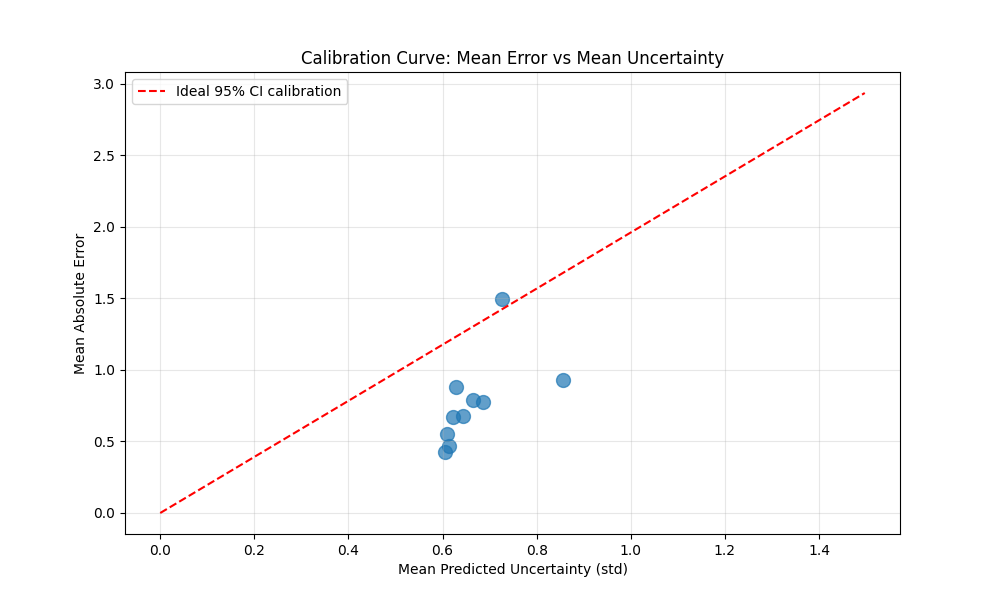 Calibration Curve: Mean Error vs Mean Uncertainty
Ideal 95% CI calibration
Mean Absolute Error
3.0
2.5
2.0
1.5
1.0
0.5
0.0
0.0 0.2 0.4 0.6 0.8 1.0 1.2 1.4
Mean Predicted Uncertainty (std)